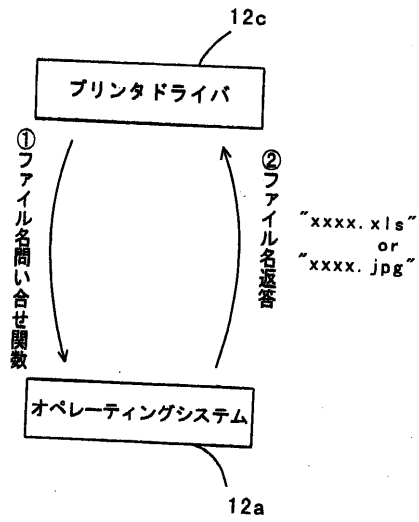 12c
プリンタドライバ
①ファイル名問い合せ関数
②ファイル名返答
"xxxx.xls"
or
"xxxx.jpg"
オペレーティングシステム
12a